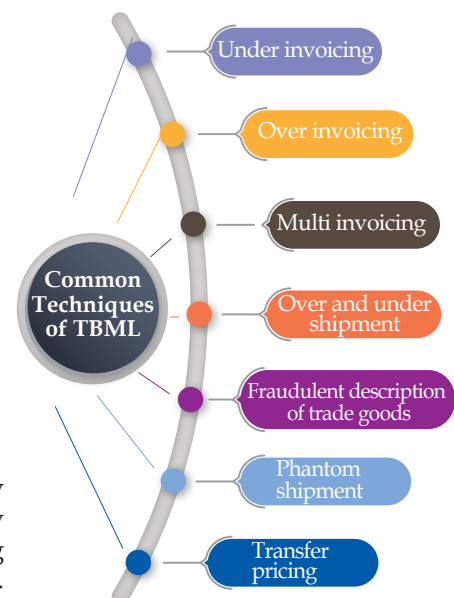 Common
Techniques
of TBML
Under invoicing
Over invoicing
Multi invoicing
Over and under
shipment
Fraudulent description
of trade goods
Phantom
shipment
Transfer
pricing